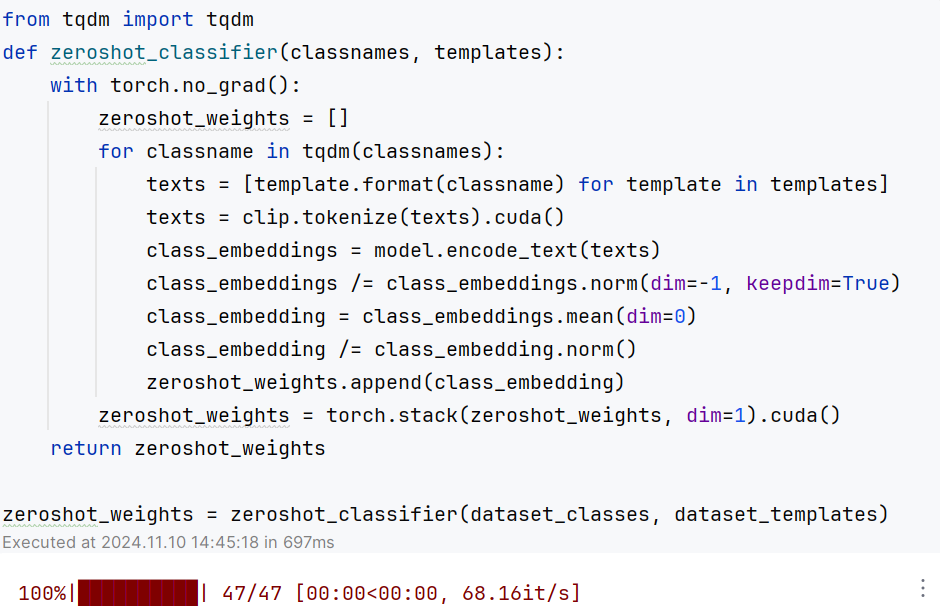 from tqdm import tqdm
def zeroshot_classifier(classnames, templates):
    with torch.no_grad():
        zeroshot_weights = []
        for classname in tqdm(classnames):
            texts = [template.format(classname) for template in templates]
            texts = clip.tokenize(texts).cuda()
            class_embeddings = model.encode_text(texts)
            class_embeddings /= class_embeddings.norm(dim=-1, keepdim=True)
            class_embedding = class_embeddings.mean(dim=0)
            class_embedding /= class_embedding.norm()
            zeroshot_weights.append(class_embedding)
        zeroshot_weights = torch.stack(zeroshot_weights, dim=1).cuda()
    return zeroshot_weights

zeroshot_weights = zeroshot_classifier(dataset_classes, dataset_templates)
Executed at 2024.11.10 14:45:18 in 697ms
100%|██████████| 47/47 [00:00<00:00, 68.16it/s]